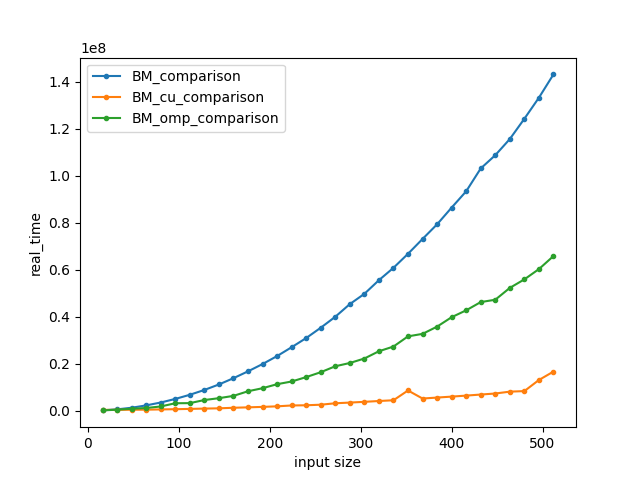 1e8
BM_comparison
BM_cu_comparison
BM_omp_comparison
1.4
1.2
1.0
0.8
0.6
0.4
0.2
0.0
real_time
0 100 200 300 400 500
input size